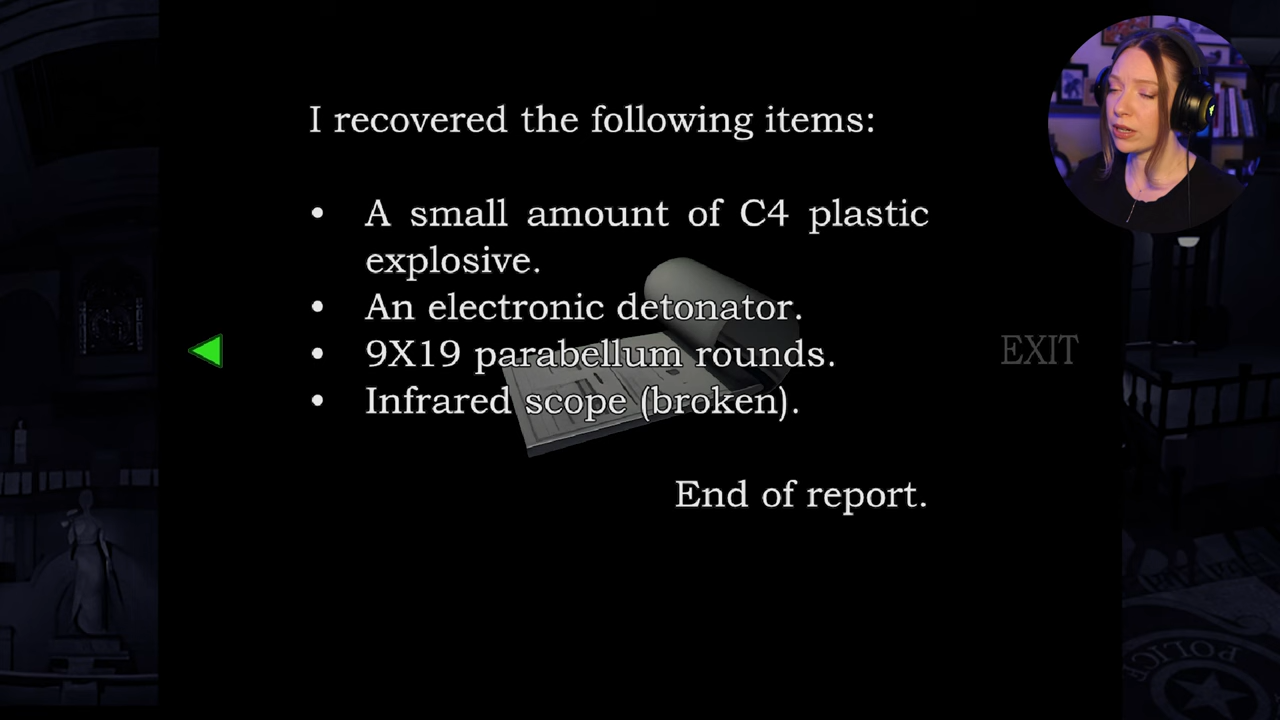 I recovered the following items:
• A small amount of C4 plastic
explosive.
• An electronic detonator.
• 9X19 parabellum rounds.
• Infrared scope (broken).
EXIT
End of report.
POLICE